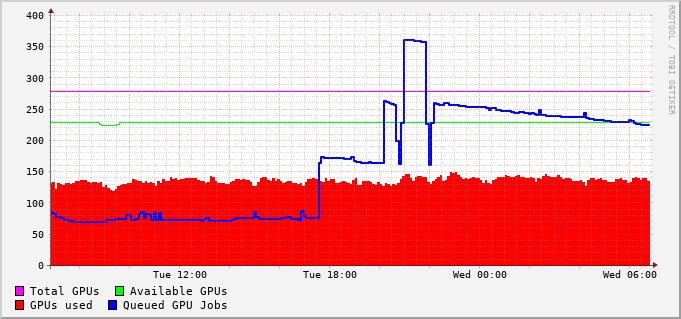 400
350
300
250
200
150
100
50
0
Tue 12:00 Tue 18:00 Wed 00:00 Wed 06:00
Total GPUs Available GPUs
GPUs used Queued GPU Jobs
RRDTOOL / TOBI OETIKER